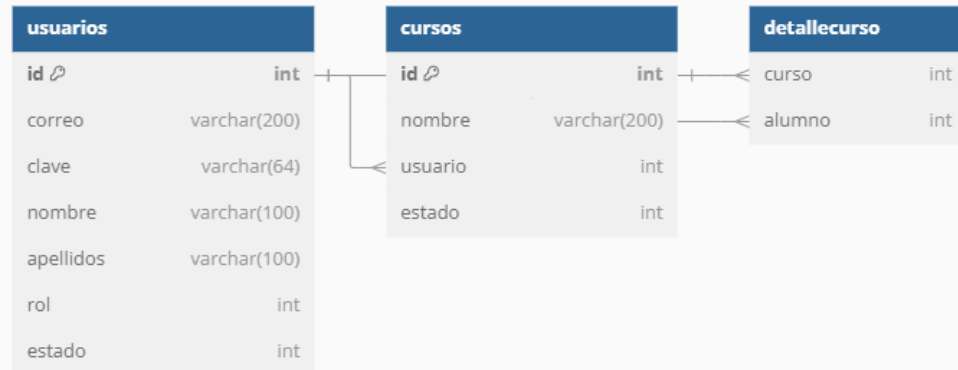 usuarios
id int
correo varchar(200)
clave varchar(64)
nombre varchar(100)
apellidos varchar(100)
rol int
estado int
cursos
id int
nombre varchar(200)
usuario int
estado int
detallecurso
curso int
alumno int